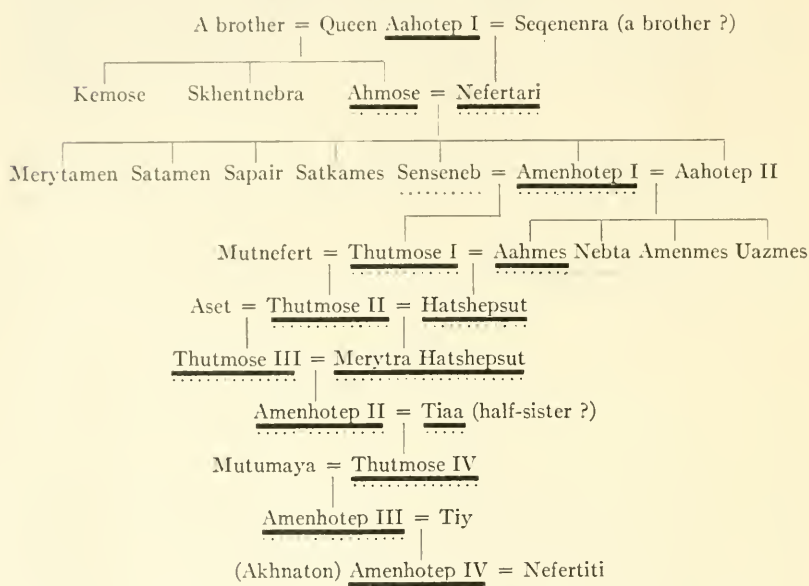 A brother = Queen Aahotep I = Seqenenra (a brother ?)
Kemose Skhentnebra Ahmose = Nefertari
Merytamen Satamen Sapair Satkames Senseneb = Amenhotep I = Aahotep II
Mutnefert = Thutmose I = Aahmes Nebta Amenmes Uazmes
Aset = Thutmose II = Hatshepsut
Thutmose III = Merytra Hatshepsut
Amenhotep II = Tiaa (half-sister ?)
Mutumaya = Thutmose IV
Amenhotep III = Tiy
(Akhnaton) Amenhotep IV = Nefertiti